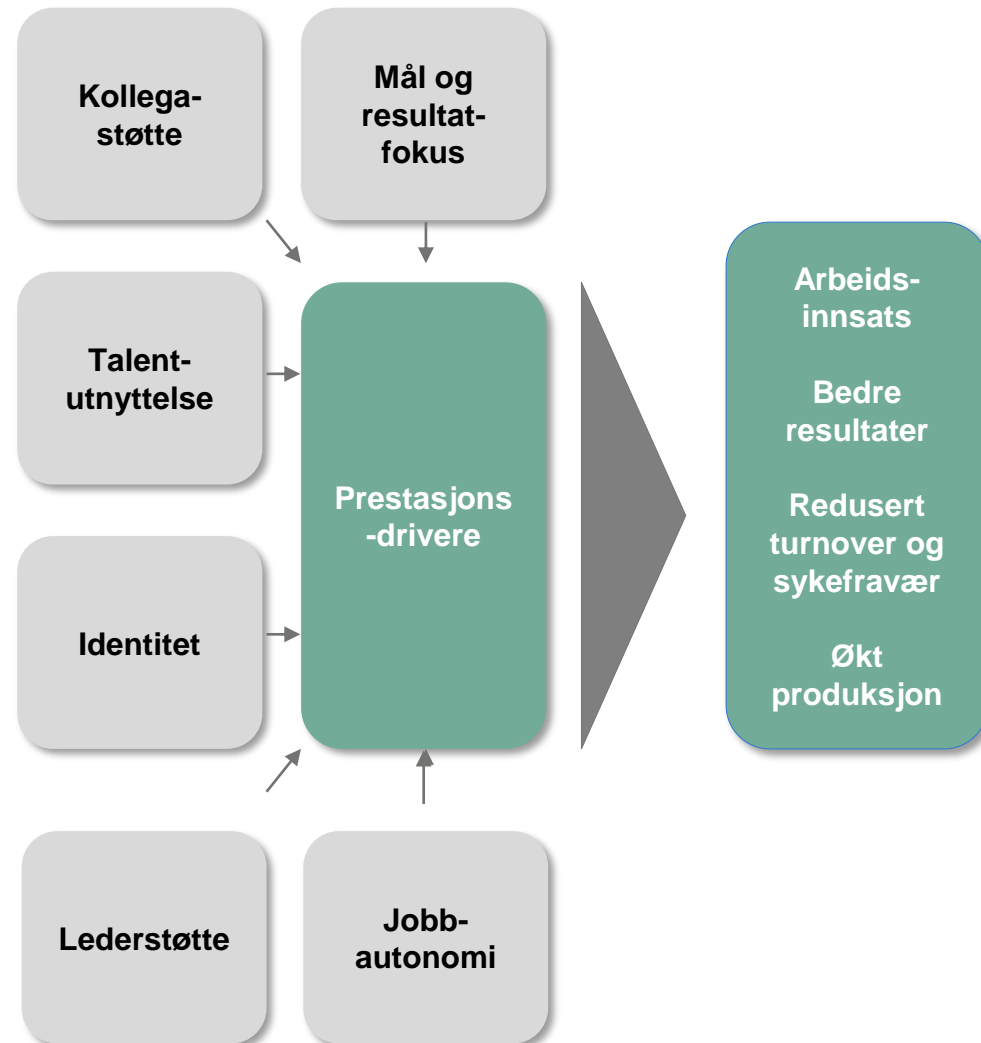 Kollega-
støtte
Mål og
resultat-
fokus
Talent-
utnyttelse
Identitet
Lederstøtte
Jobb-
autonomi
Prestasjons
-drivere
Arbeids-
innsats
Bedre
resultater
Redusert
turnover og
sykefravær
Økt
produksjon